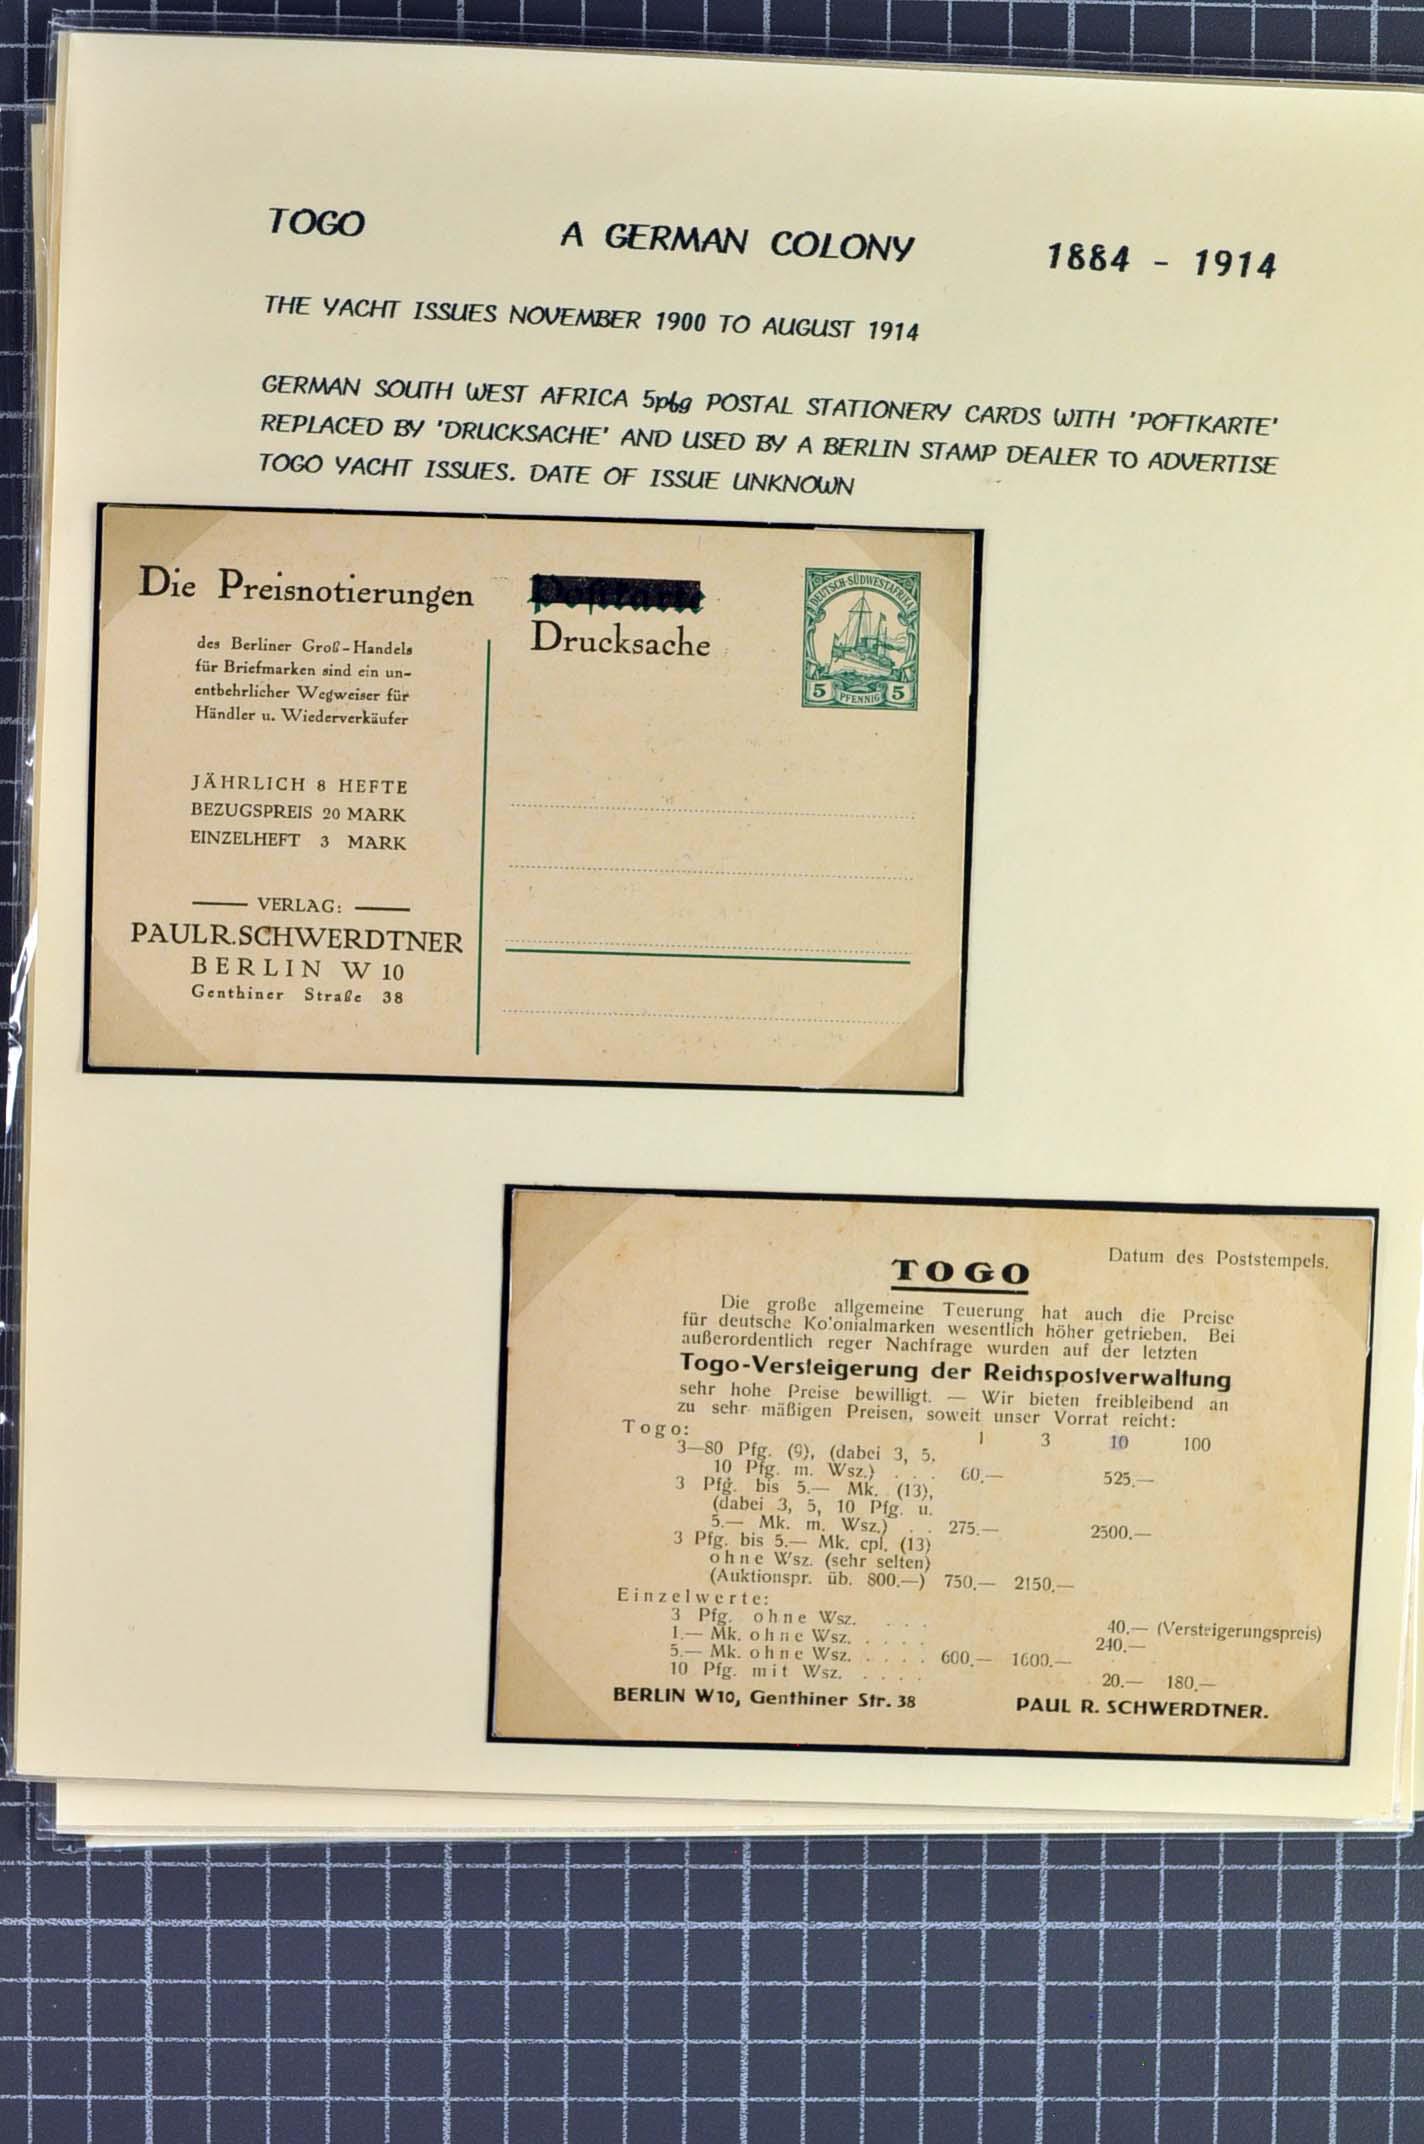 TOGO A GERMAN COLONY 1884 - 1914
THE YACHT ISSUES NOVEMBER 1900 TO AUGUST 1914
GERMAN SOUTH WEST AFRICA 5pfg POSTAL STATIONERY CARDS WITH 'POFTKARTE'
REPLACED BY 'DRUCKSACHE' AND USED BY A BERLIN STAMP DEALER TO ADVERTISE
TOGO YACHT ISSUES. DATE OF ISSUE UNKNOWN
Die Preisnotierungen
des Berliner Groß-Handels
für Briefmarken sind ein un-
entbehrlicher Wegweiser für
Händler u. Wiederverkäufer
JÄHRLICH 8 HEFTE
BEZUGSPREIS 20 MARK
EINZELHEFT 3 MARK
VERLAG:
PAUL R. SCHWERDTNER
BERLIN W 10
Genthiner Straße 38
Postkarte
Drucksache
DEUTSCH-SÜDWESTAFRIKA
5 PFENNIG 5
Datum des Poststempels.
TOGO
Die große allgemeine Teuerung hat auch die Preise
für deutsche Ko'onialmarken wesentlich höher getrieben. Bei
außerordentlich reger Nachfrage wurden auf der letzten
Togo-Versteigerung der Reichspostverwaltung
sehr hohe Preise bewilligt. — Wir bieten freibleibend an
zu sehr mäßigen Preisen, soweit unser Vorrat reicht:
Togo: 1 3 10 100
3—80 Pfg. (9), (dabei 3, 5,
10 Pfg. m. Wsz.) . . . 60.— 525.—
3 Pfg. bis 5.— Mk. (13),
(dabei 3, 5, 10 Pfg. u.
5.— Mk. m. Wsz.) . . 275.— 2500.—
3 Pfg. bis 5.— Mk. cpl. (13)
ohne Wsz. (sehr selten)
(Auktionspr. üb. 800.—) 750.— 2150.—
Einzelwerte:
3 Pfg. ohne Wsz. . . . 40.— (Versteigerungspreis)
1.— Mk. ohne Wsz. . . . . 240.—
5.— Mk. ohne Wsz. . . . . 600.— 1600.—
10 Pfg. mit Wsz. . . . . 20.— 180.—
BERLIN W10, Genthiner Str. 38 PAUL R. SCHWERDTNER.